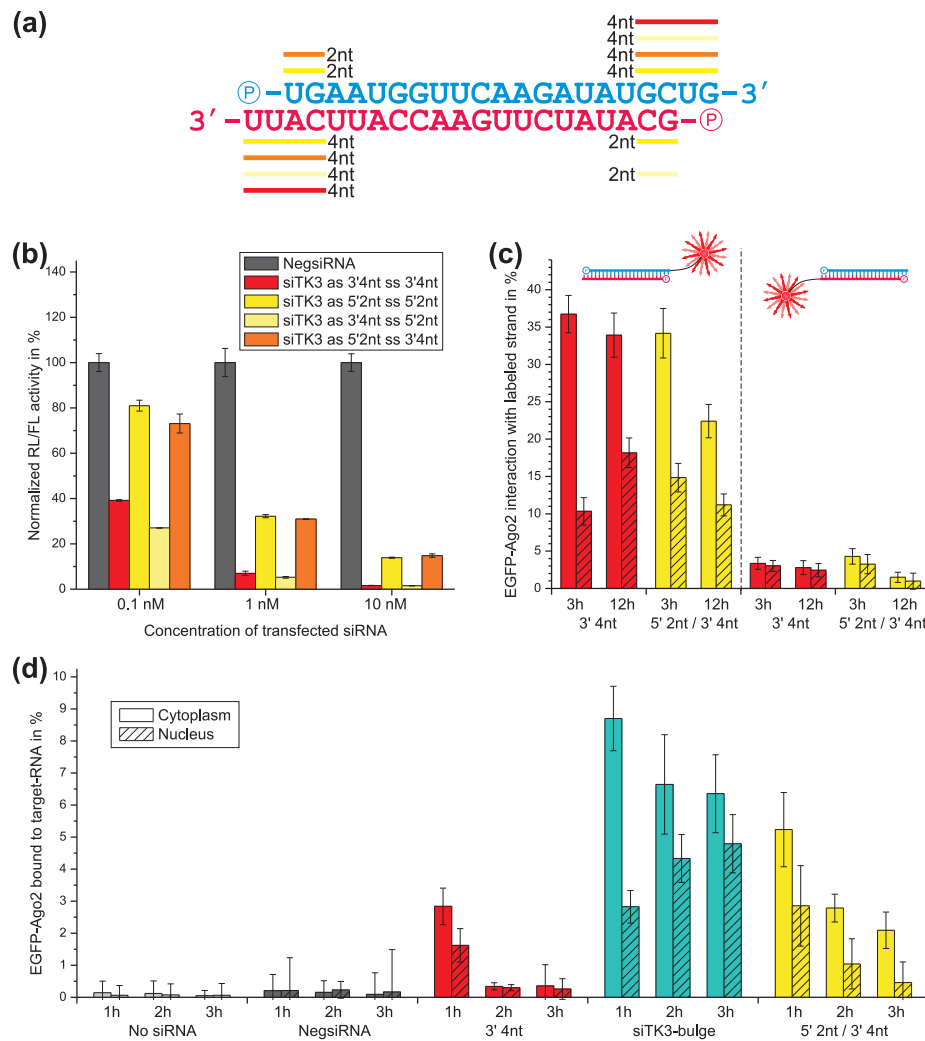 (a)
4nt
4nt
2nt 4nt
2nt 4nt
P -UGAAUGGUUCAAGAUAUGCUG-3′
3′ -UUACUUACCAAGUUCUAUACG- P
4nt 2nt
4nt
4nt 2nt
4nt
(b)
NegsiRNA
siTK3 as 3'4nt ss 3'4nt
siTK3 as 5'2nt ss 5'2nt
siTK3 as 3'4nt ss 5'2nt
siTK3 as 5'2nt ss 3'4nt
Normalized RL/FL activity in %
140
120
100
80
60
40
20
0
0.1 nM 1 nM 10 nM
Concentration of transfected siRNA
(c)
P
P
P
P
EGFP-Ago2 interaction with labeled strand in %
40
35
30
25
20
15
10
5
0
3h 12h 3h 12h 3h 12h 3h 12h
3' 4nt 5' 2nt / 3' 4nt 3' 4nt 5' 2nt / 3' 4nt
(d)
Cytoplasm
Nucleus
EGFP-Ago2 bound to target-RNA in %
10
9
8
7
6
5
4
3
2
1
0
1h 2h 3h 1h 2h 3h 1h 2h 3h 1h 2h 3h 1h 2h 3h
No siRNA NegsiRNA 3' 4nt siTK3-bulge 5' 2nt / 3' 4nt